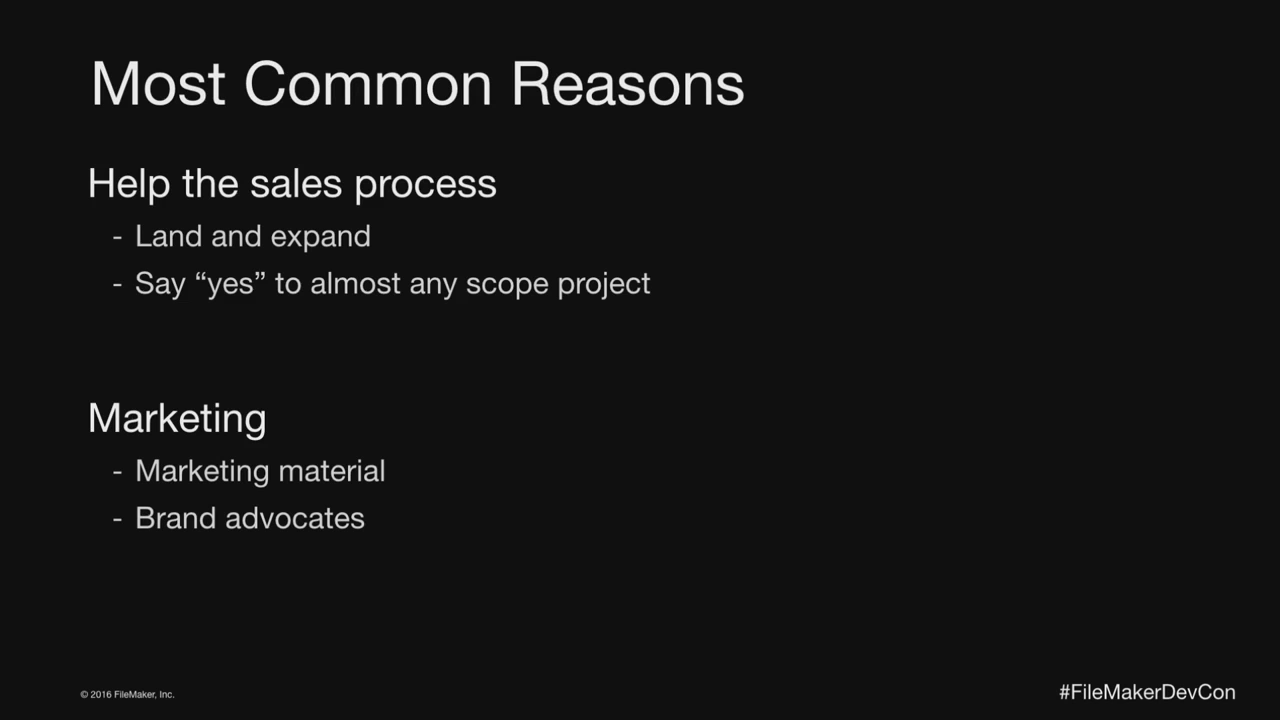 Most Common Reasons
Help the sales process
- Land and expand
- Say “yes” to almost any scope project
Marketing
- Marketing material
- Brand advocates
© 2016 FileMaker, Inc.
#FileMakerDevCon